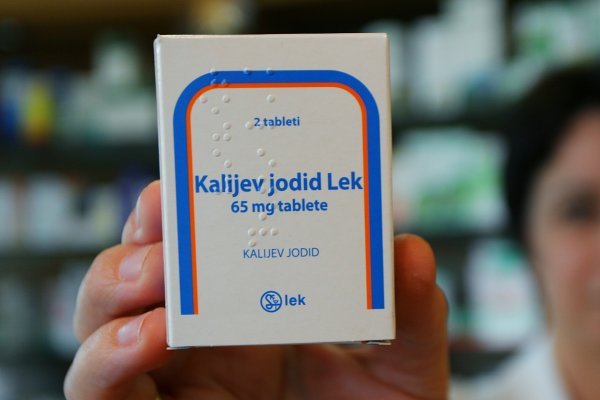 2 tableti
Kalijev jodid Lek
65 mg tablete
KALIJEV JODID
lek